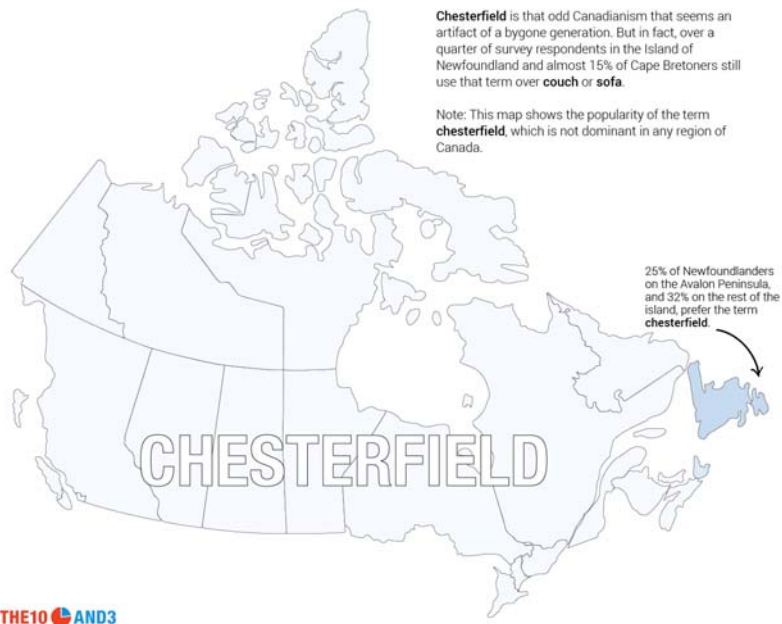 Chesterfield is that odd Canadianism that seems an
artifact of a bygone generation. But in fact, over a
quarter of survey respondents in the Island of
Newfoundland and almost 15% of Cape Bretoners still
use that term over couch or sofa.
Note: This map shows the popularity of the term
chesterfield, which is not dominant in any region of
Canada.
25% of Newfoundlanders
on the Avalon Peninsula,
and 32% on the rest of the
island, prefer the term
chesterfield.
CHESTERFIELD
THE10 AND3